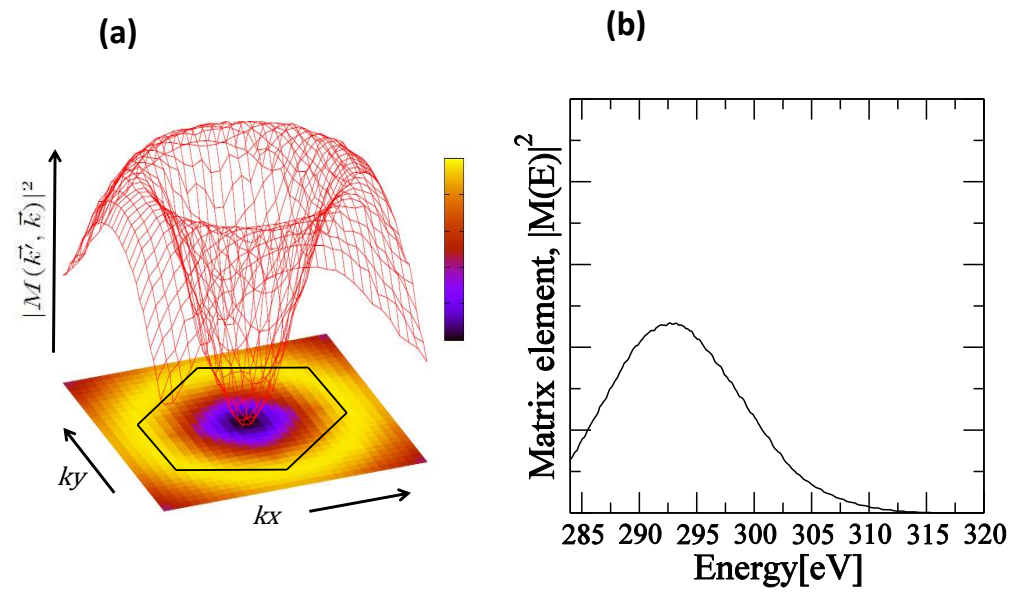 (a)
(b)
|M(k⃗′, k⃗)|²
ky
kx
Matrix element, |M(E)|²
285 290 295 300 305 310 315 320
Energy[eV]